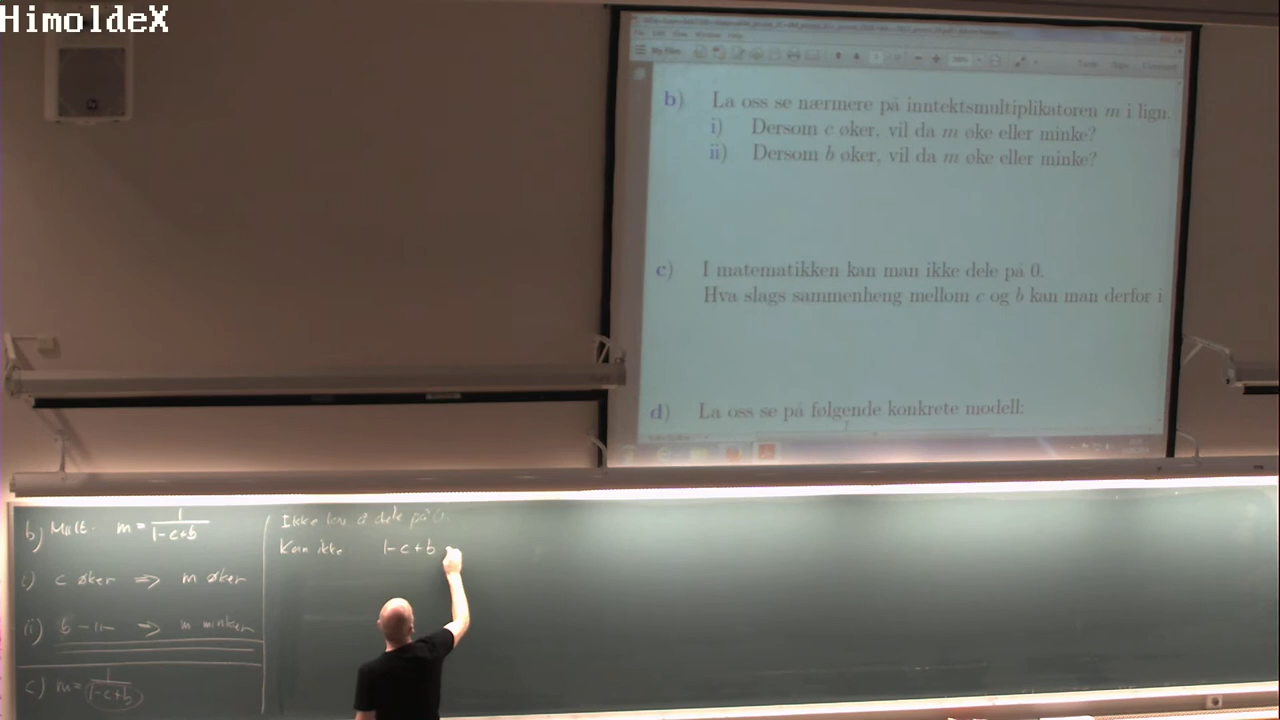 HimoldeX
My Files
b) La oss se nærmere på inntektsmultiplikatoren m i lign.
i) Dersom c øker, vil da m øke eller minke?
ii) Dersom b øker, vil da m øke eller minke?
c) I matematikken kan man ikke dele på 0.
Hva slags sammenheng mellom c og b kan man derfor i
d) La oss se på følgende konkrete modell:
b) Mult. m = 1/(1-c+b)
i) c øker => m øker
ii) b -11- => m minker
c) m = 1/(1-c+b)
Ikke lov å dele på 0.
Kan ikke 1-c+b